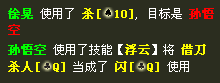 徐晃 使用了 杀[♠10], 目标是 孙悟
空
孙悟空 使用了技能【浮云】将 借刀
杀人[♣Q] 当成了 闪[♣Q] 使用